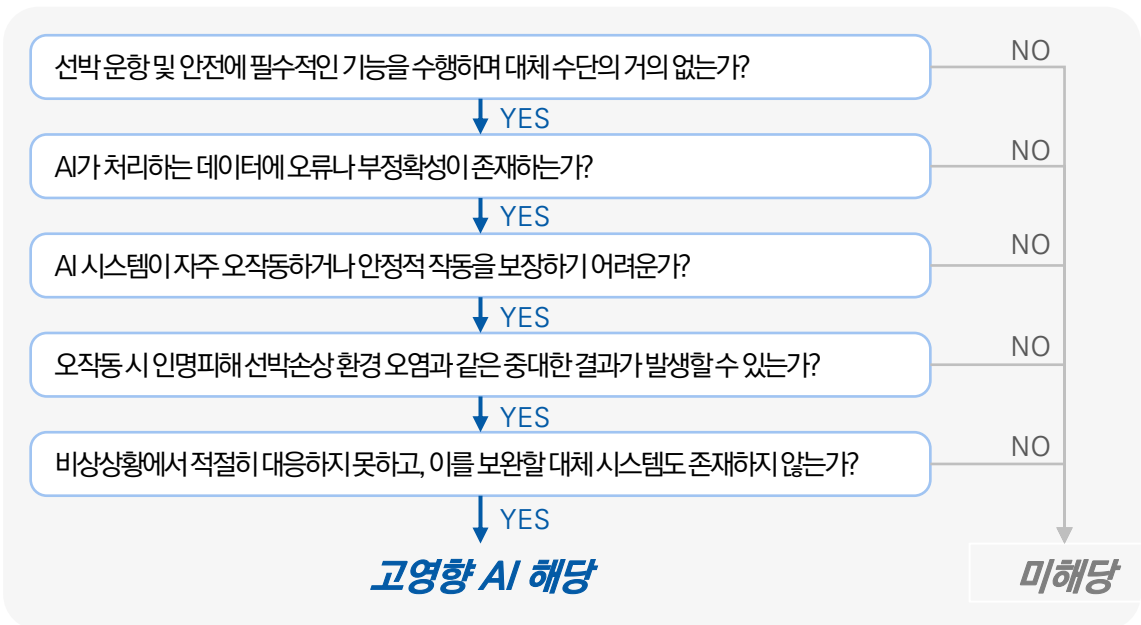 선박 운항 및 안전에 필수적인 기능을 수행하며 대체 수단의 거의 없는가?
NO
YES
AI가 처리하는 데이터에 오류나 부정확성이 존재하는가?
NO
YES
AI 시스템이 자주 오작동하거나 안정적 작동을 보장하기 어려운가?
NO
YES
오작동 시 인명피해 선박손상 환경 오염과 같은 중대한 결과가 발생할 수 있는가?
NO
YES
비상상황에서 적절히 대응하지 못하고, 이를 보완할 대체 시스템도 존재하지 않는가?
NO
YES
고영향 AI 해당
미해당